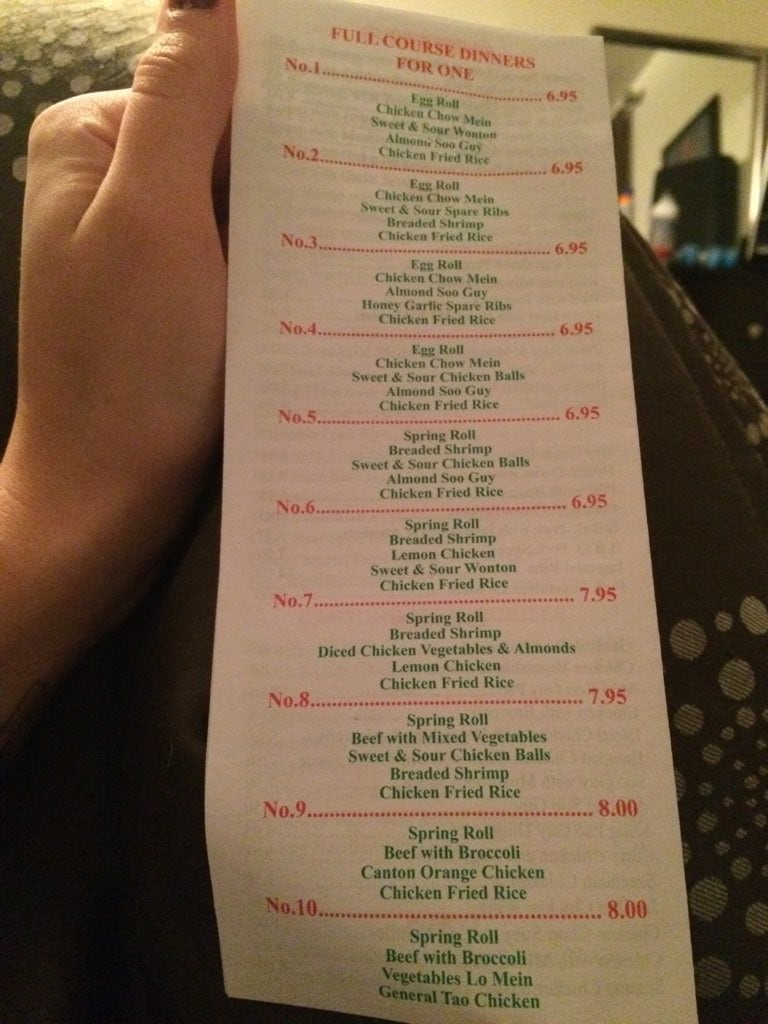 FULL COURSE DINNERS
FOR ONE
No.1........................................ 6.95
Egg Roll
Chicken Chow Mein
Sweet & Sour Wonton
Almond Soo Guy
Chicken Fried Rice
No.2........................................ 6.95
Egg Roll
Chicken Chow Mein
Sweet & Sour Spare Ribs
Breaded Shrimp
Chicken Fried Rice
No.3........................................ 6.95
Egg Roll
Chicken Chow Mein
Almond Soo Guy
Honey Garlic Spare Ribs
Chicken Fried Rice
No.4........................................ 6.95
Egg Roll
Chicken Chow Mein
Sweet & Sour Chicken Balls
Almond Soo Guy
Chicken Fried Rice
No.5........................................ 6.95
Spring Roll
Breaded Shrimp
Sweet & Sour Chicken Balls
Almond Soo Guy
Chicken Fried Rice
No.6........................................ 6.95
Spring Roll
Breaded Shrimp
Lemon Chicken
Sweet & Sour Wonton
Chicken Fried Rice
No.7........................................ 7.95
Spring Roll
Breaded Shrimp
Diced Chicken Vegetables & Almonds
Lemon Chicken
Chicken Fried Rice
No.8........................................ 7.95
Spring Roll
Beef with Mixed Vegetables
Sweet & Sour Chicken Balls
Breaded Shrimp
Chicken Fried Rice
No.9........................................ 8.00
Spring Roll
Beef with Broccoli
Canton Orange Chicken
Chicken Fried Rice
No.10........................................ 8.00
Spring Roll
Beef with Broccoli
Vegetables Lo Mein
General Tao Chicken